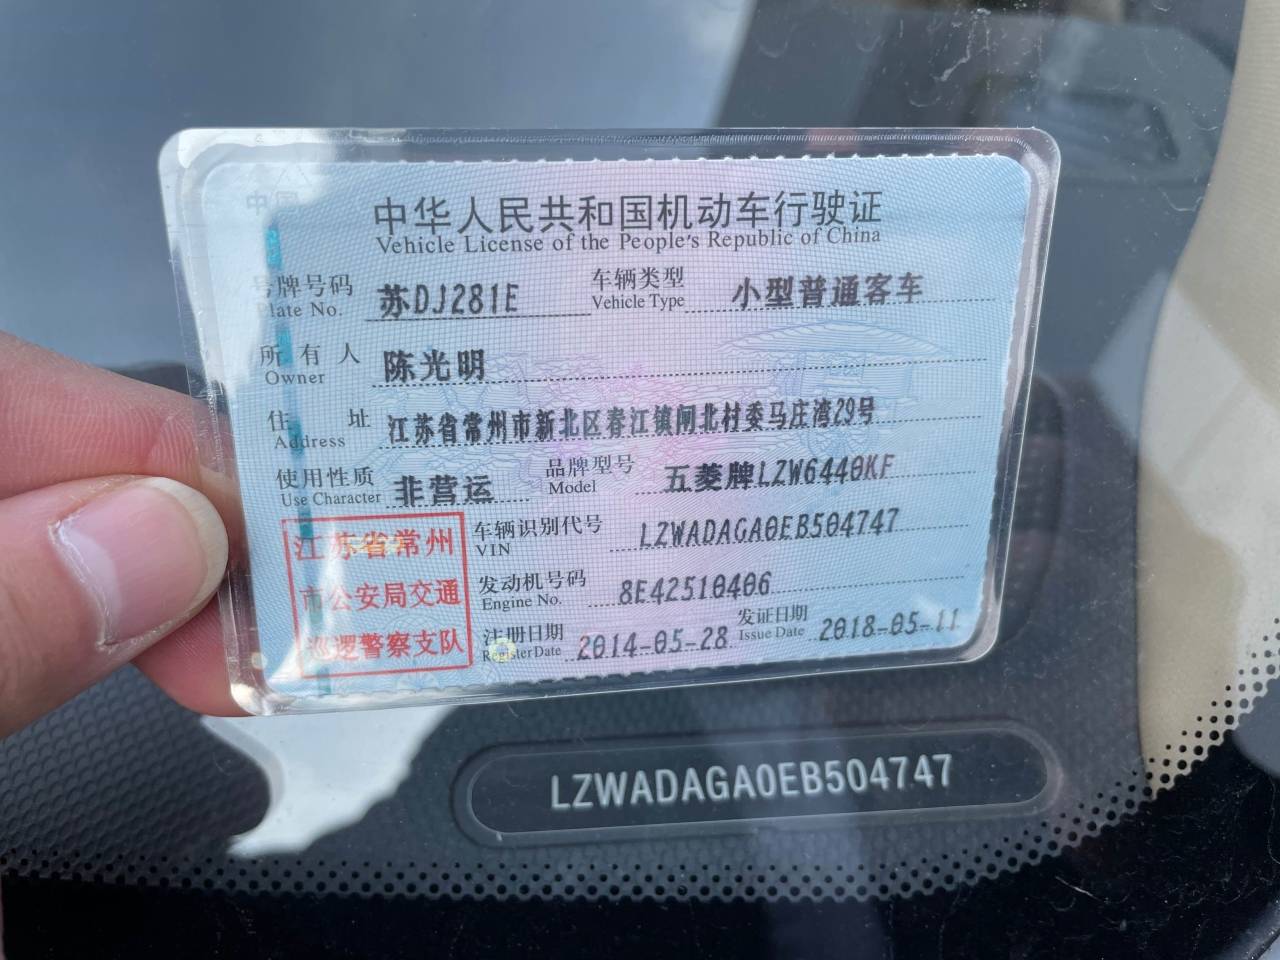 中华人民共和国机动车行驶证
Vehicle License of the People's Republic of China
号牌号码 苏DJ281E 车辆类型 小型普通客车
Plate No. Vehicle Type
所有人 陈光明
Owner
住址 江苏省常州市新北区春江镇闸北村委马庄湾29号
Address
使用性质 非营运 品牌型号 五菱牌LZW6440KF
Use Character Model
车辆识别代号 LZWADAGA0EB504747
VIN
发动机号码 8E42510406
Engine No.
注册日期 2014-05-28 发证日期 2018-05-11
Register Date Issue Date
江苏省常州
市公安局交通
巡逻警察支队
LZWADAGA0EB504747